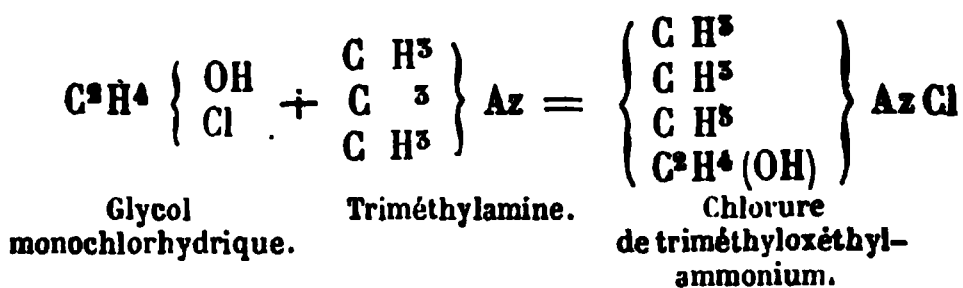 C²H⁴ { OH Cl + C H³ C ³ C H³ } Az = { C H³ C H³ C H³ C²H⁴ (OH) } Az Cl
Glycol
monochlorhydrique.
Triméthylamine.
Chlorure
de triméthyloxéthyl-
ammonium.